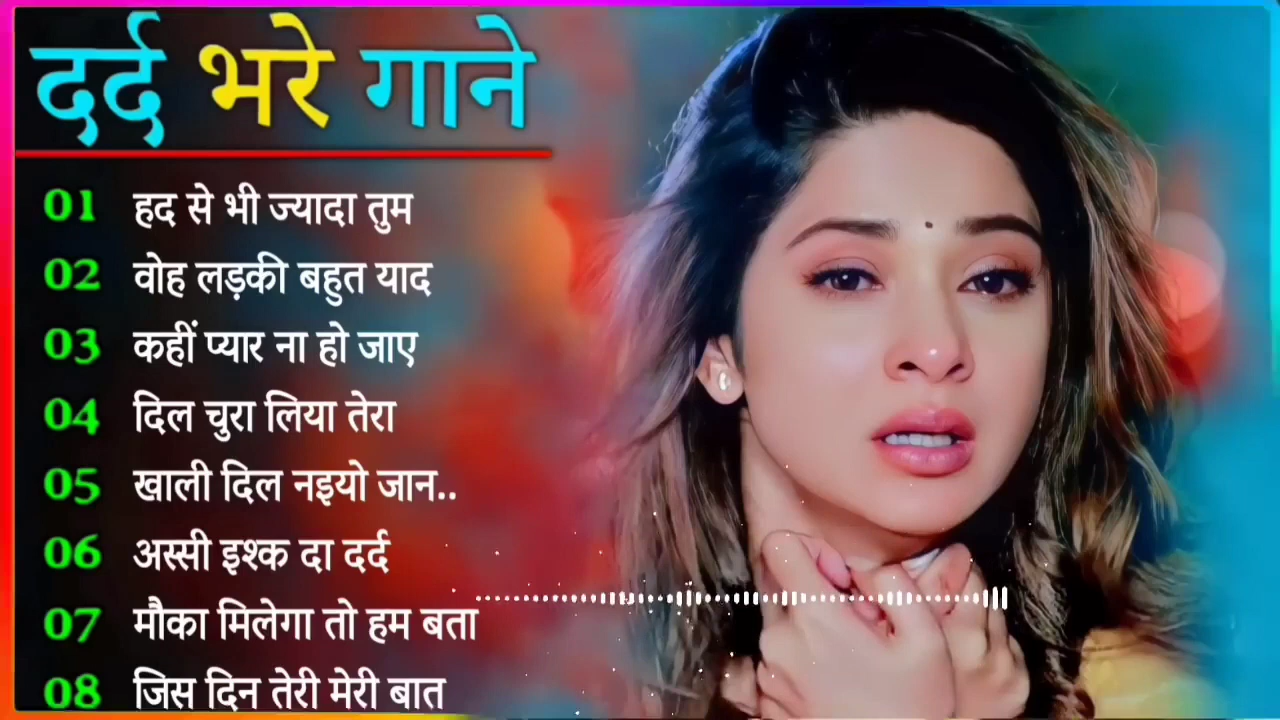 दर्द भरे गाने
01 हद से भी ज्यादा तुम
02 वोह लड़की बहुत याद
03 कहीं प्यार ना हो जाए
04 दिल चुरा लिया तेरा
05 खाली दिल नइयो जान..
06 अस्सी इश्क दा दर्द
07 मौका मिलेगा तो हम बता
08 जिस दिन तेरी मेरी बात